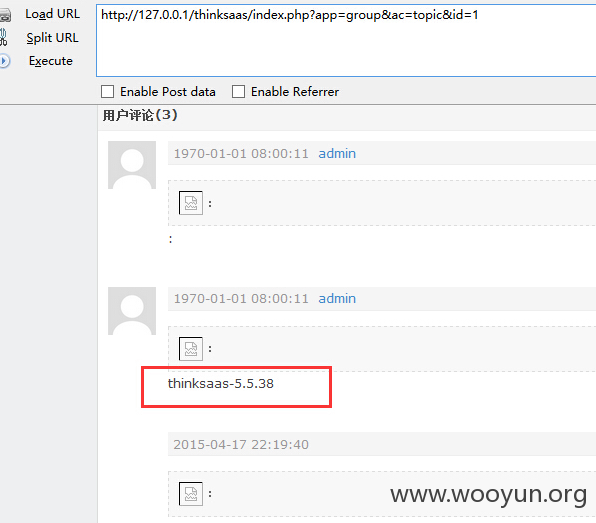 Load URL
http://127.0.0.1/thinksaas/index.php?app=group&ac=topic&id=1
Split URL
Execute
Enable Post data Enable Referrer
用户评论(3)
1970-01-01 08:00:11 admin
:
:
1970-01-01 08:00:11 admin
:
thinksaas-5.5.38
2015-04-17 22:19:40
:
www.wooyun.org